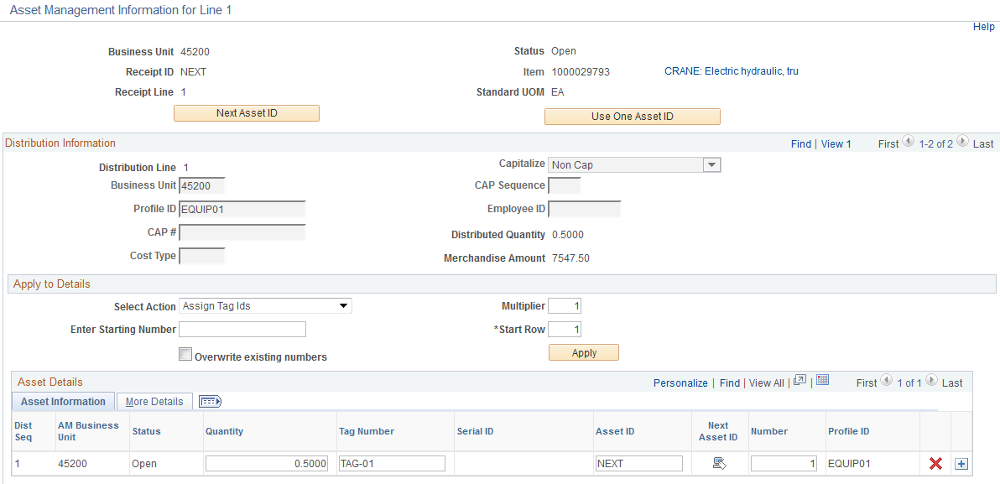 Asset Management Information for Line 1
Help
Business Unit 45200 Status Open
Receipt ID NEXT Item 1000029793 CRANE: Electric hydraulic, tru
Receipt Line 1 Standard UOM EA
Next Asset ID Use One Asset ID
Distribution Information Find | View 1 First 1-2 of 2 Last
Distribution Line 1 Capitalize Non Cap
Business Unit 45200 CAP Sequence
Profile ID EQUIP01 Employee ID
CAP # Distributed Quantity 0.5000
Cost Type Merchandise Amount 7547.50
Apply to Details
Select Action Assign Tag Ids Multiplier 1
Enter Starting Number *Start Row 1
Overwrite existing numbers Apply
Asset Details Personalize | Find | View All | | First 1 of 1 Last
Asset Information More Details
Dist Seq AM Business Unit Status Quantity Tag Number Serial ID Asset ID Next Asset ID Number Profile ID
1 45200 Open 0.5000 TAG-01 NEXT 1 EQUIP01